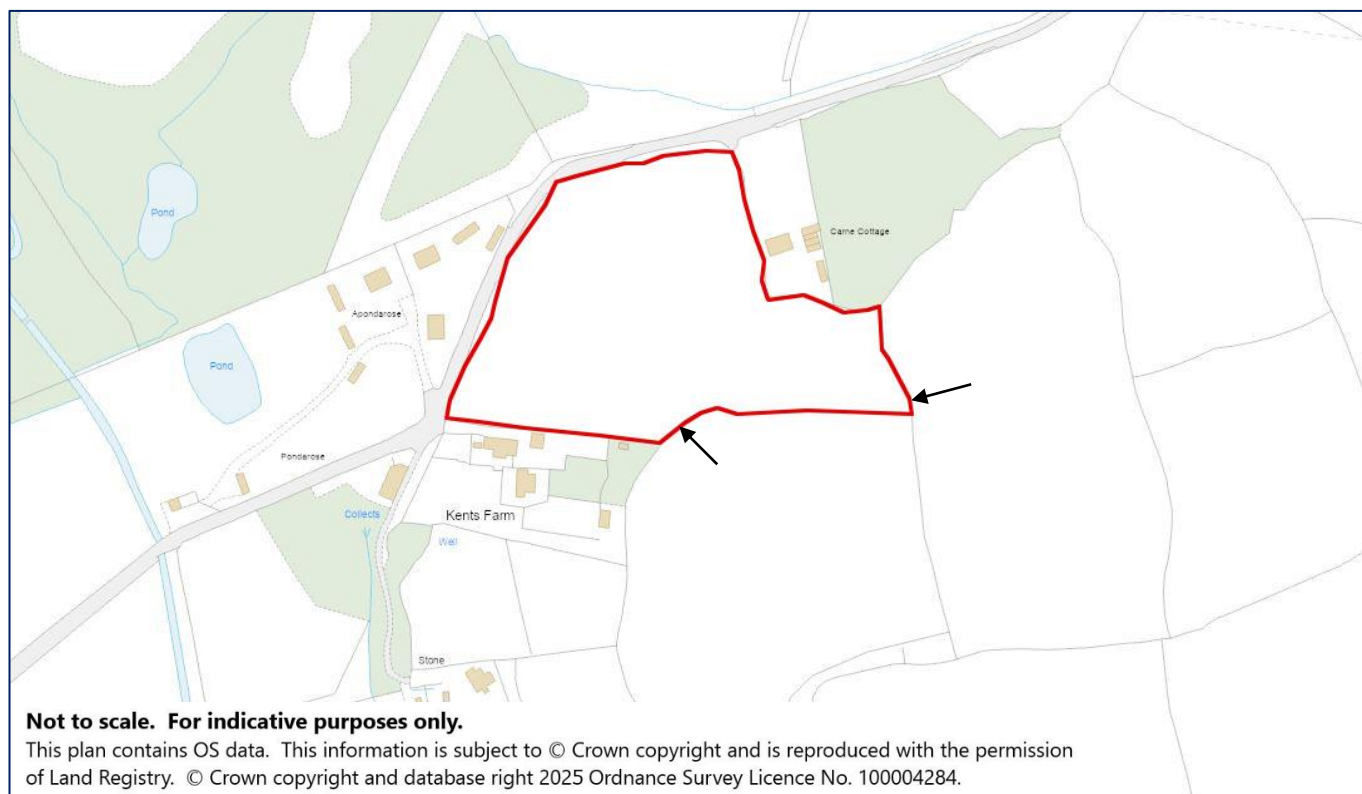 Pond
Carne Cottage
Apondarose
Pond
Pondarose
Collects
Kents Farm
Well
Stone
Not to scale. For indicative purposes only.
This plan contains OS data. This information is subject to © Crown copyright and is reproduced with the permission
of Land Registry. © Crown copyright and database right 2025 Ordnance Survey Licence No. 100004284.